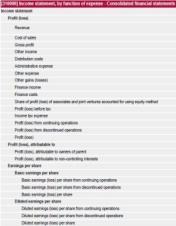 [310000] Income statement, by function of expense - Consolidated financial statements
Income statement
Profit (loss)
Revenue
Cost of sales
Gross profit
Other income
Distribution costs
Administrative expense
Other expense
Other gains (losses)
Finance income
Finance costs
Share of profit (loss) of associates and joint ventures accounted for using equity method
Profit (loss) before tax
Income tax expense
Profit (loss) from continuing operations
Profit (loss) from discontinued operations
Profit (loss)
Profit (loss), attributable to
Profit (loss), attributable to owners of parent
Profit (loss), attributable to non-controlling interests
Earnings per share
Basic earnings per share
Basic earnings (loss) per share from continuing operations
Basic earnings (loss) per share from discontinued operations
Basic earnings (loss) per share
Diluted earnings per share
Diluted earnings (loss) per share from continuing operations
Diluted earnings (loss) per share from discontinued operations
Diluted earnings (loss) per share